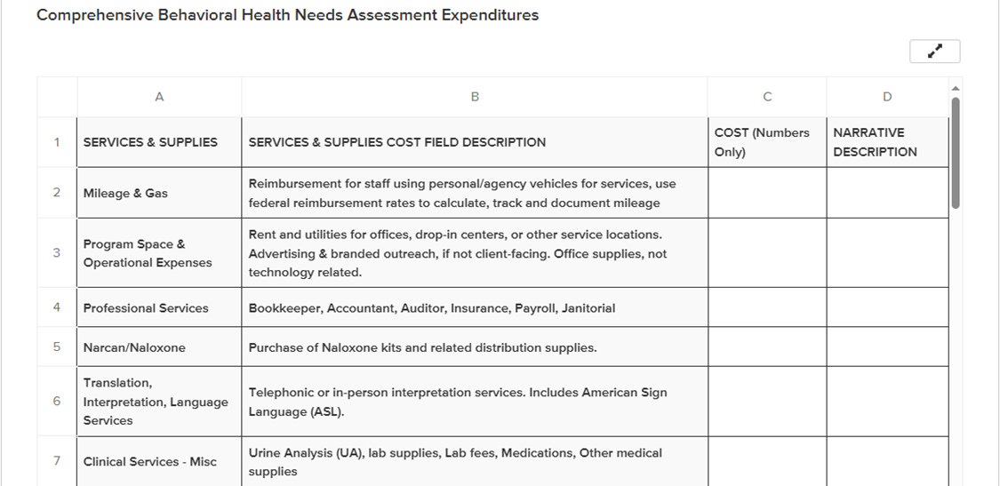 Comprehensive Behavioral Health Needs Assessment Expenditures
A B C D
1 SERVICES & SUPPLIES SERVICES & SUPPLIES COST FIELD DESCRIPTION COST (Numbers Only) NARRATIVE DESCRIPTION
2 Mileage & Gas Reimbursement for staff using personal/agency vehicles for services, use
federal reimbursement rates to calculate, track and document mileage
3 Program Space &
Operational Expenses Rent and utilities for offices, drop-in centers, or other service locations.
Advertising & branded outreach, if not client-facing. Office supplies, not
technology related.
4 Professional Services Bookkeeper, Accountant, Auditor, Insurance, Payroll, Janitorial
5 Narcan/Naloxone Purchase of Naloxone kits and related distribution supplies.
6 Translation,
Interpretation, Language
Services Telephonic or in-person interpretation services. Includes American Sign
Language (ASL).
7 Clinical Services - Misc Urine Analysis (UA), lab supplies, Lab fees, Medications, Other medical
supplies